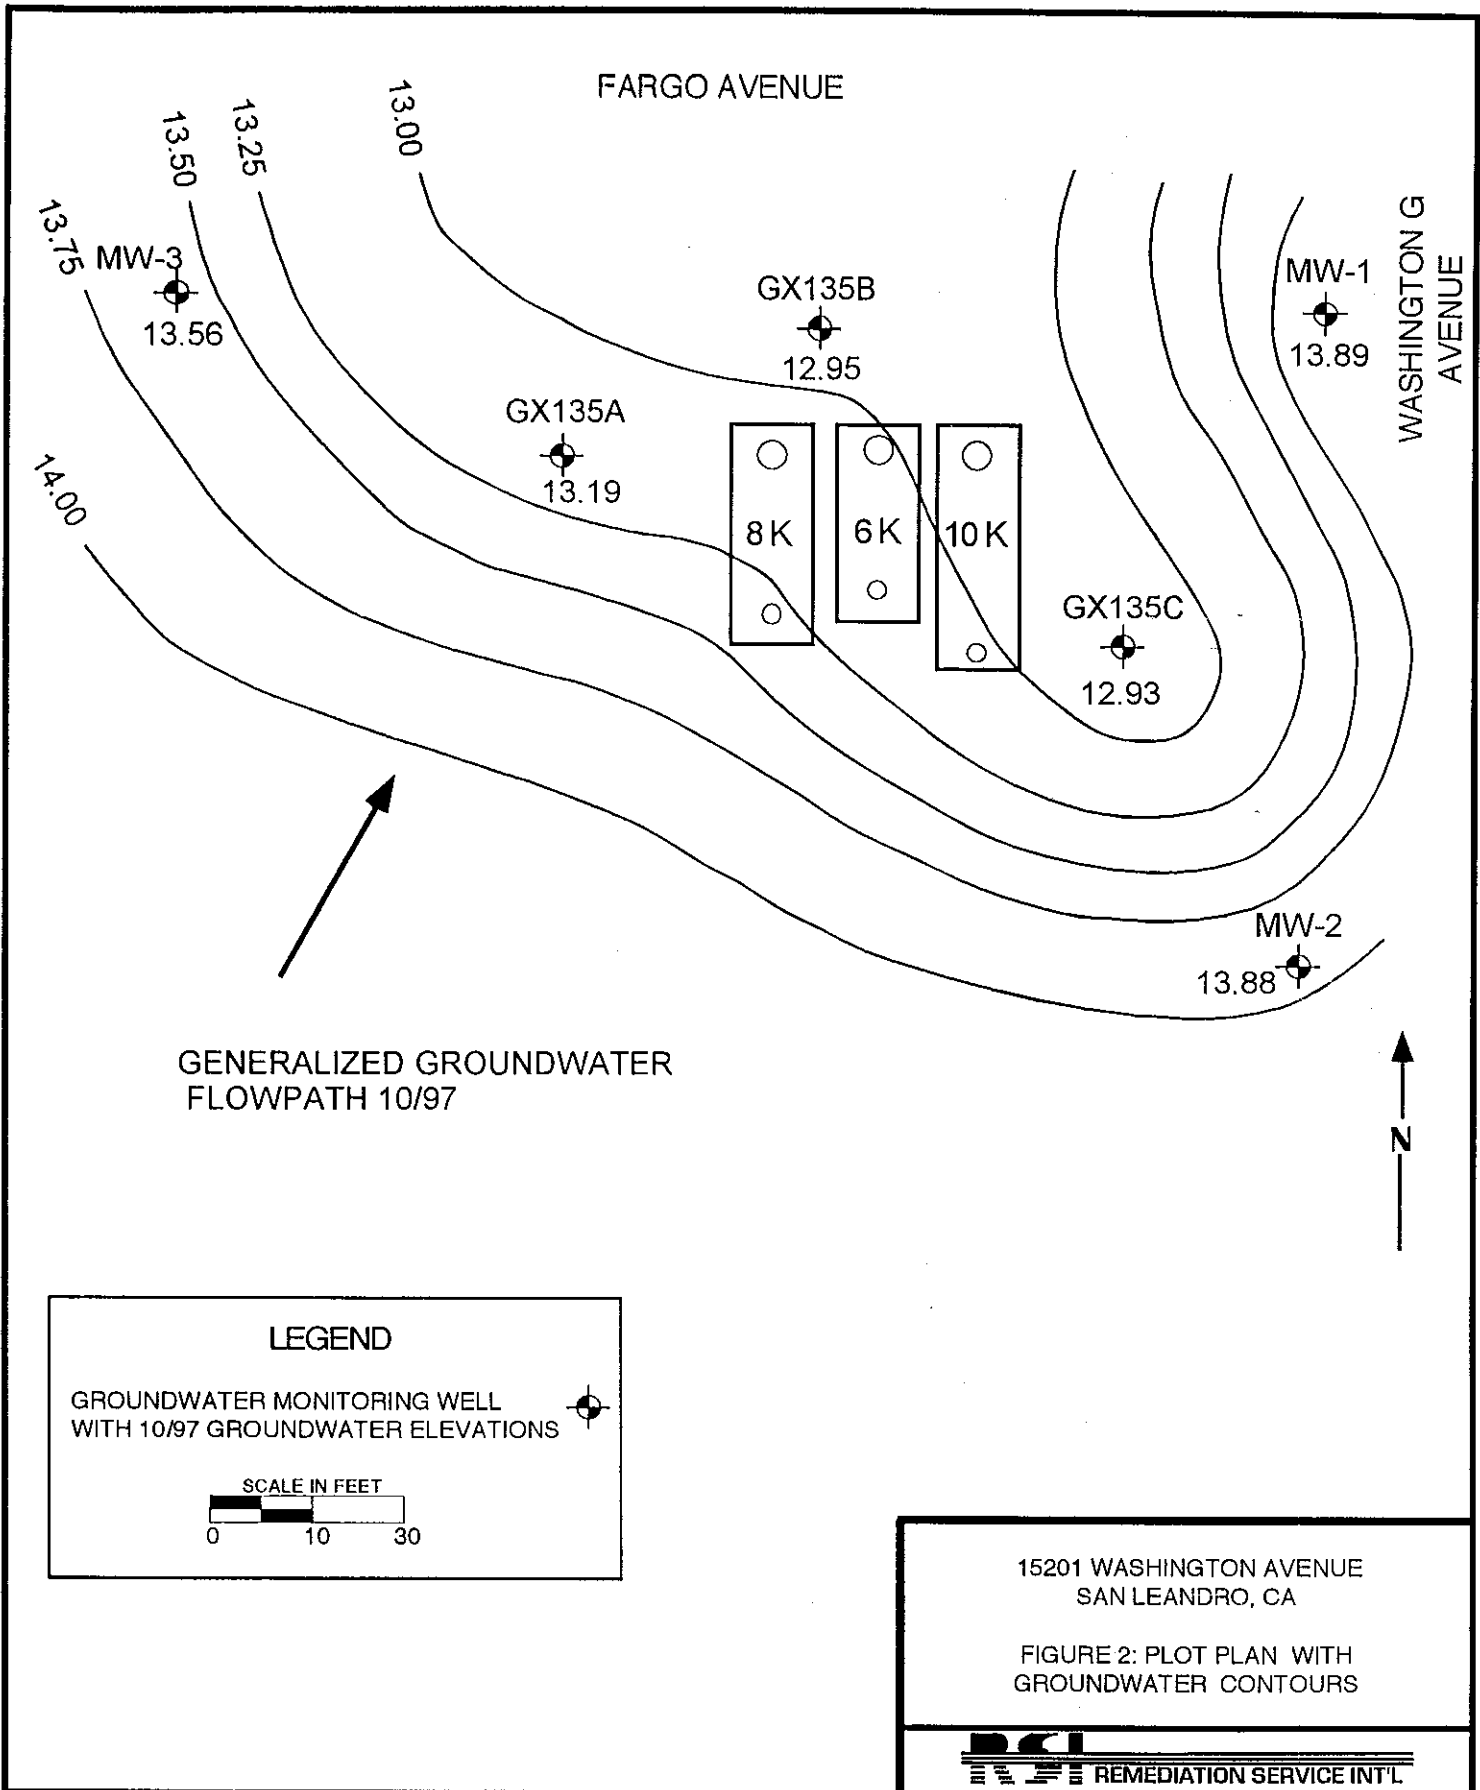 FARGO AVENUE
13.00
13.25
13.50
13.75
14.00
MW-3
13.56
GX135B
12.95
MW-1
13.89
WASHINGTON G
AVENUE
GX135A
13.19
8K
6K
10K
GX135C
12.93
MW-2
13.88
GENERALIZED GROUNDWATER
FLOWPATH 10/97
N
LEGEND
GROUNDWATER MONITORING WELL
WITH 10/97 GROUNDWATER ELEVATIONS
SCALE IN FEET
0 10 30
15201 WASHINGTON AVENUE
SAN LEANDRO, CA
FIGURE 2: PLOT PLAN WITH
GROUNDWATER CONTOURS
RSI
REMEDIATION SERVICE INT'L